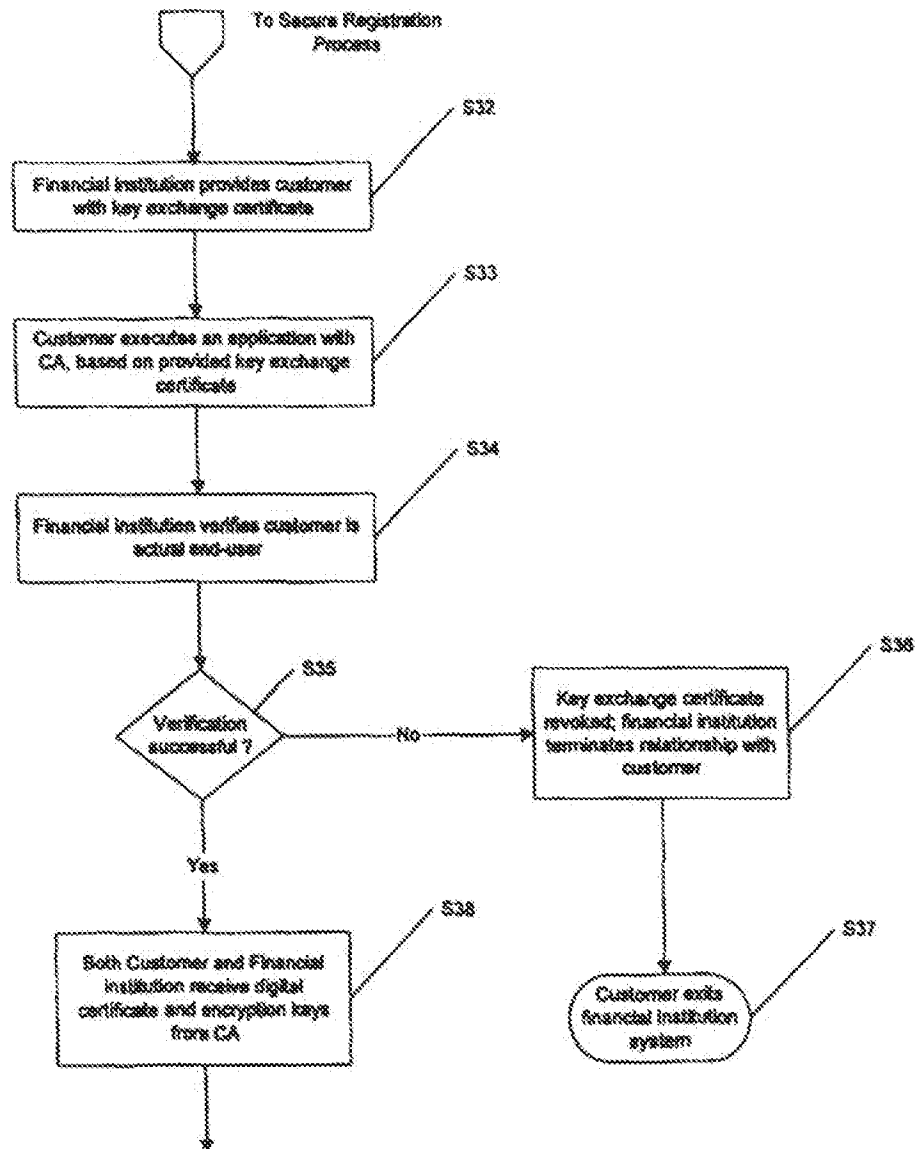 To Secure Registration
Process
S32
Financial institution provides customer
with key exchange certificate
S33
Customer executes an application with
CA, based on provided key exchange
certificate
S34
Financial institution verifies customer is
actual end-user
S35
Verification
successful ?
No
S36
Key exchange certificate
revoked; financial institution
terminates relationship with
customer
Yes
S38
Both Customer and Financial
institution receive digital
certificate and encryption keys
from CA
S37
Customer exits
financial institution
system